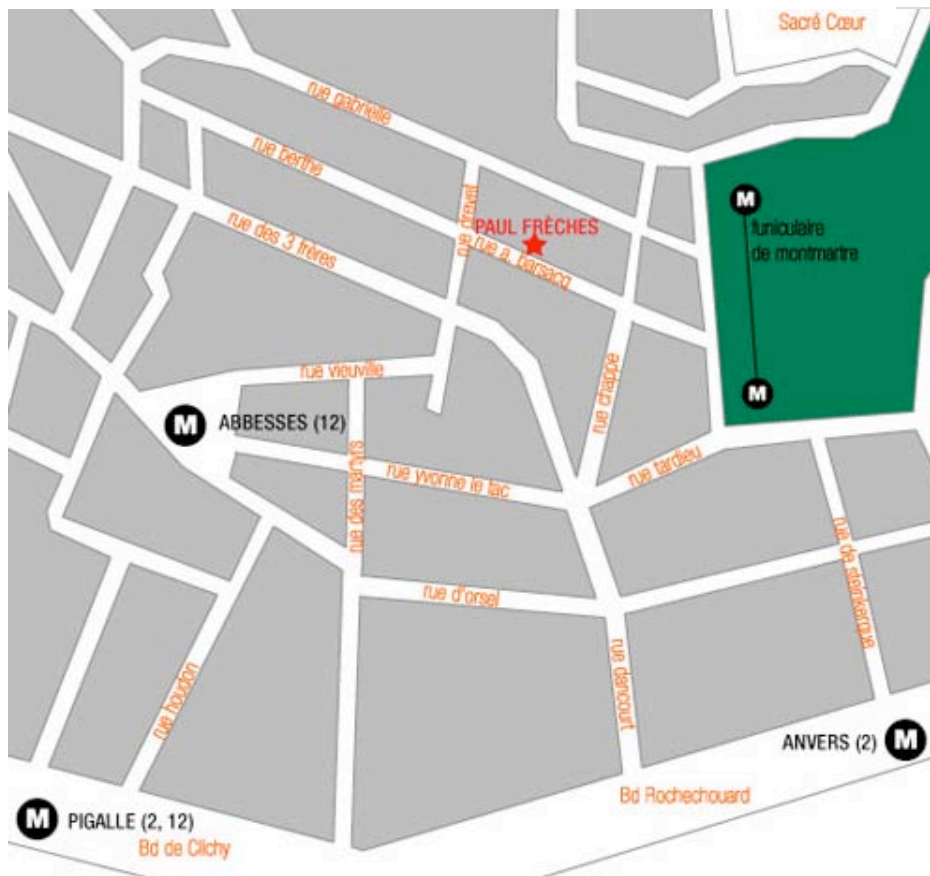 Sacré Cœur
rue gabrielle
rue berthe
rue drevet
PAUL FRÈCHES
rue a. barsacq
rue des 3 frères
M
funiculaire
de montmartre
M
rue vieuville
rue chappe
M
ABBESSES (12)
rue des martyrs
rue yvonne le tac
rue tardieu
rue de steinkerque
rue d'orsel
rue houdon
rue dancourt
ANVERS (2)
M
Bd Rochechouard
M
PIGALLE (2, 12)
Bd de Clichy